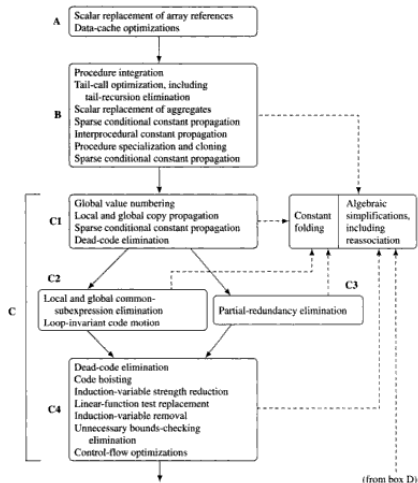 A
Scalar replacement of array references
Data-cache optimizations
B
Procedure integration
Tail-call optimization, including
tail-recursion elimination
Scalar replacement of aggregates
Sparse conditional constant propagation
Interprocedural constant propagation
Procedure specialization and cloning
Sparse conditional constant propagation
C
C1
Global value numbering
Local and global copy propagation
Sparse conditional constant propagation
Dead-code elimination
Constant
folding
Algebraic
simplifications,
including
reassociation
C2
Local and global common-
subexpression elimination
Loop-invariant code motion
C3
Partial-redundancy elimination
C4
Dead-code elimination
Code hoisting
Induction-variable strength reduction
Linear-function test replacement
Induction-variable removal
Unnecessary bounds-checking
elimination
Control-flow optimizations
(from box D)